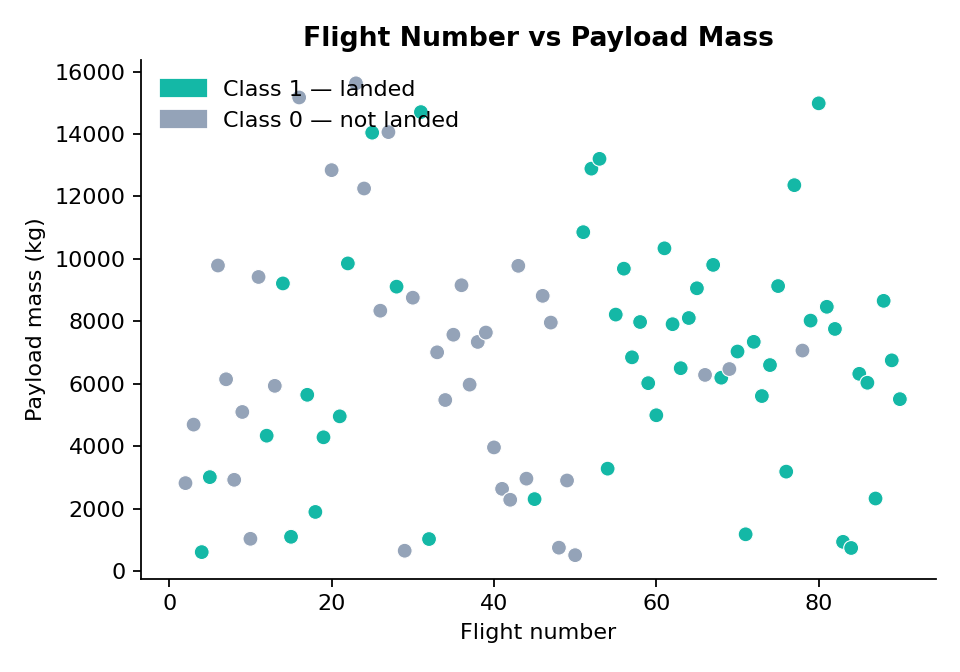 Flight Number vs Payload Mass
Class 1 — landed
Class 0 — not landed
Payload mass (kg)
16000
14000
12000
10000
8000
6000
4000
2000
0
0 20 40 60 80
Flight number